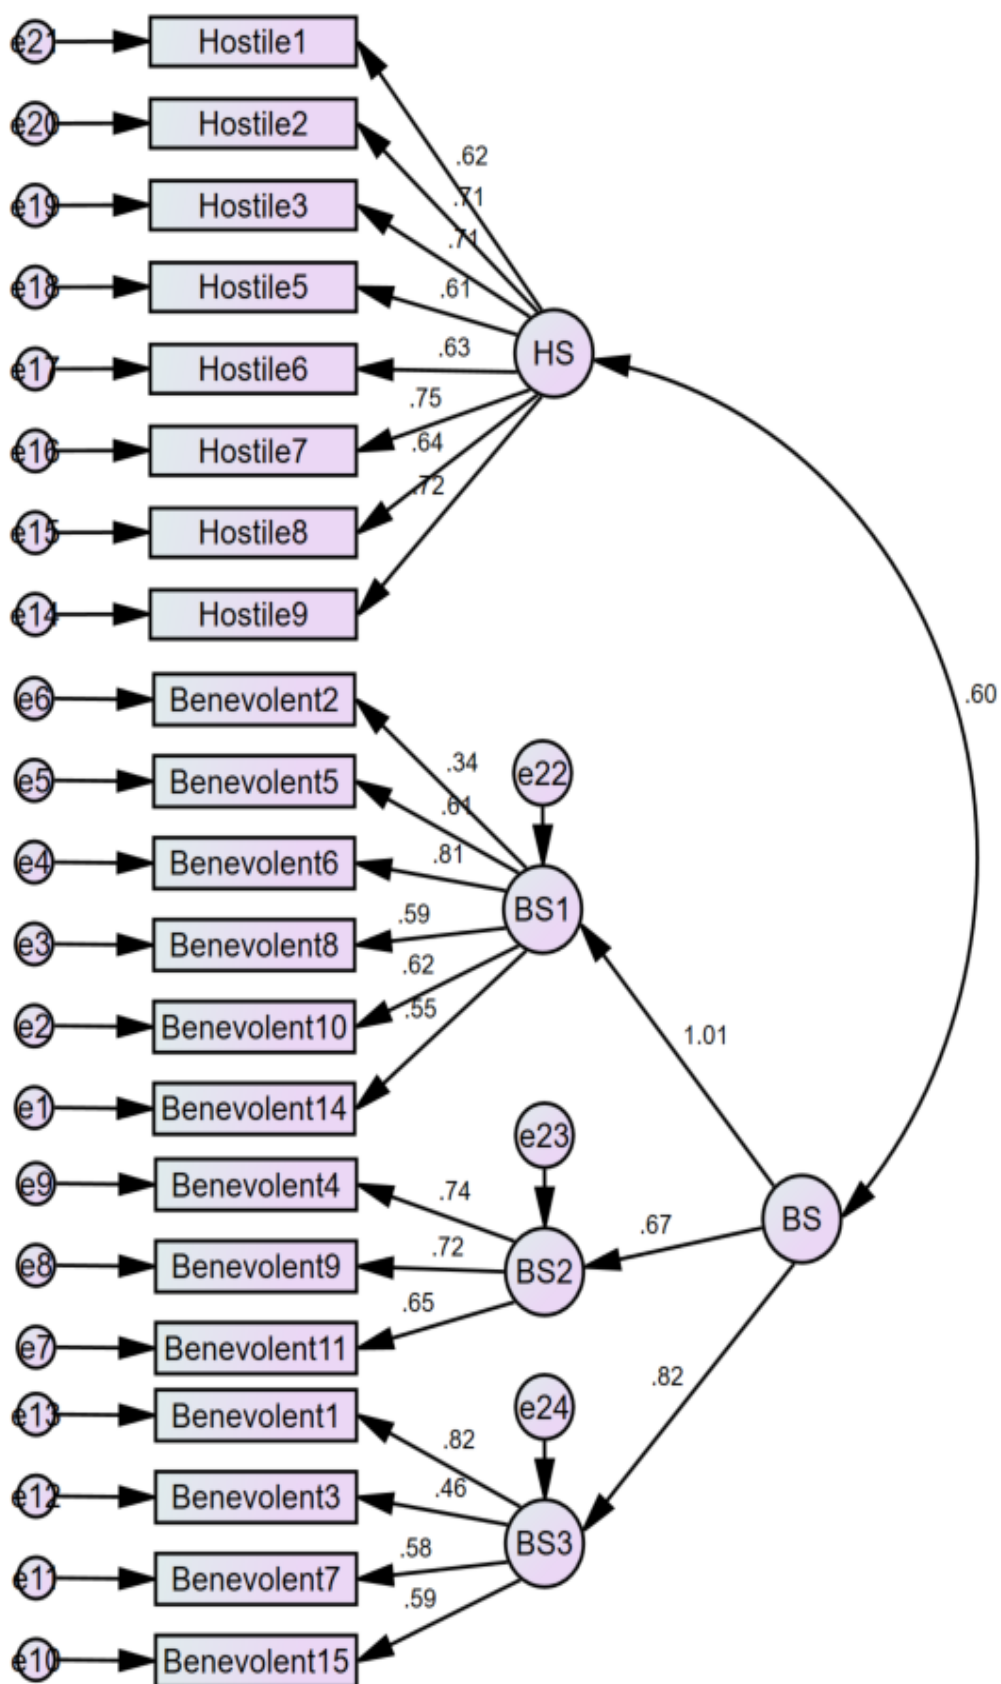 e21 Hostile1
e20 Hostile2
.62
e19 Hostile3
.71
.71
e18 Hostile5
.61
HS
e17 Hostile6
.63
.75
e16 Hostile7
.64
.72
e15 Hostile8
e14 Hostile9
e6 Benevolent2
.60
.34
e22
e5 Benevolent5
.61
e4 Benevolent6
.81
BS1
.59
e3 Benevolent8
.62
.55
e2 Benevolent10
1.01
e1 Benevolent14
e23
e9 Benevolent4
.74
BS
.67
.72
e8 Benevolent9
BS2
.65
e7 Benevolent11
.82
e24
e13 Benevolent1
.82
.46
e12 Benevolent3
BS3
.58
e11 Benevolent7
.59
e10 Benevolent15